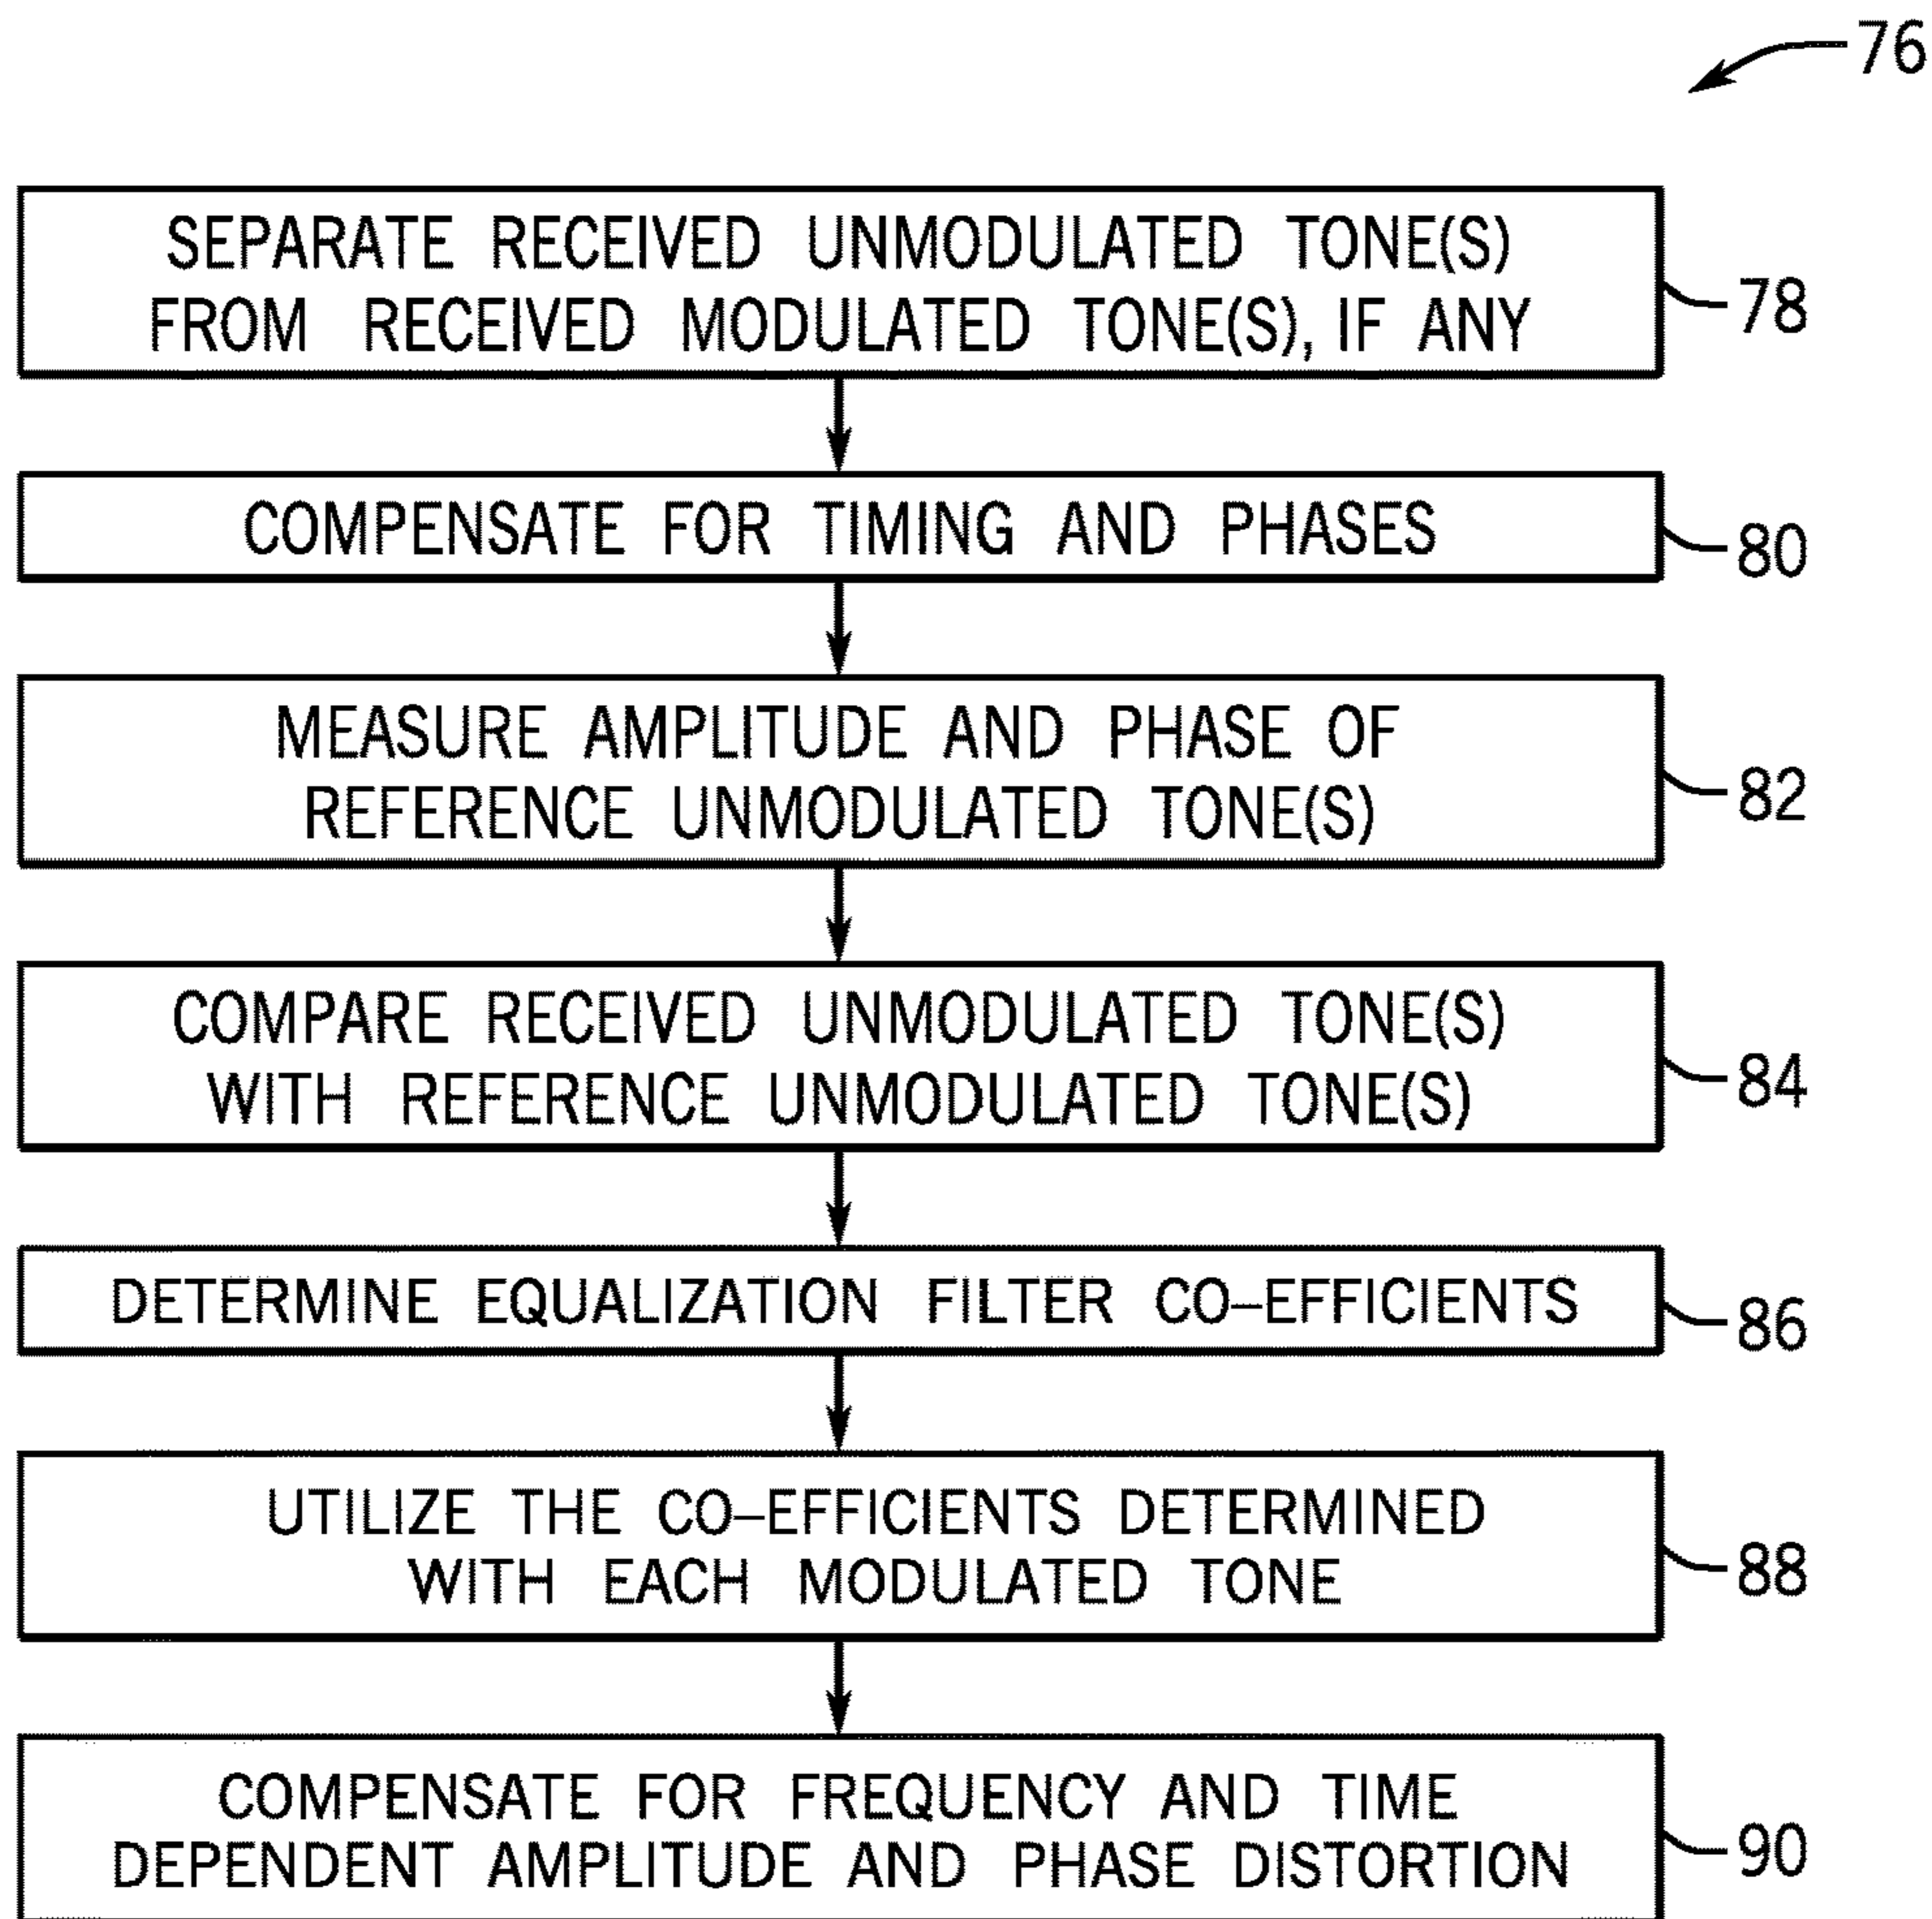 76
SEPARATE RECEIVED UNMODULATED TONE(S)
FROM RECEIVED MODULATED TONE(S), IF ANY
78
COMPENSATE FOR TIMING AND PHASES
80
MEASURE AMPLITUDE AND PHASE OF
REFERENCE UNMODULATED TONE(S)
82
COMPARE RECEIVED UNMODULATED TONE(S)
WITH REFERENCE UNMODULATED TONE(S)
84
DETERMINE EQUALIZATION FILTER CO–EFFICIENTS
86
UTILIZE THE CO–EFFICIENTS DETERMINED
WITH EACH MODULATED TONE
88
COMPENSATE FOR FREQUENCY AND TIME
DEPENDENT AMPLITUDE AND PHASE DISTORTION
90